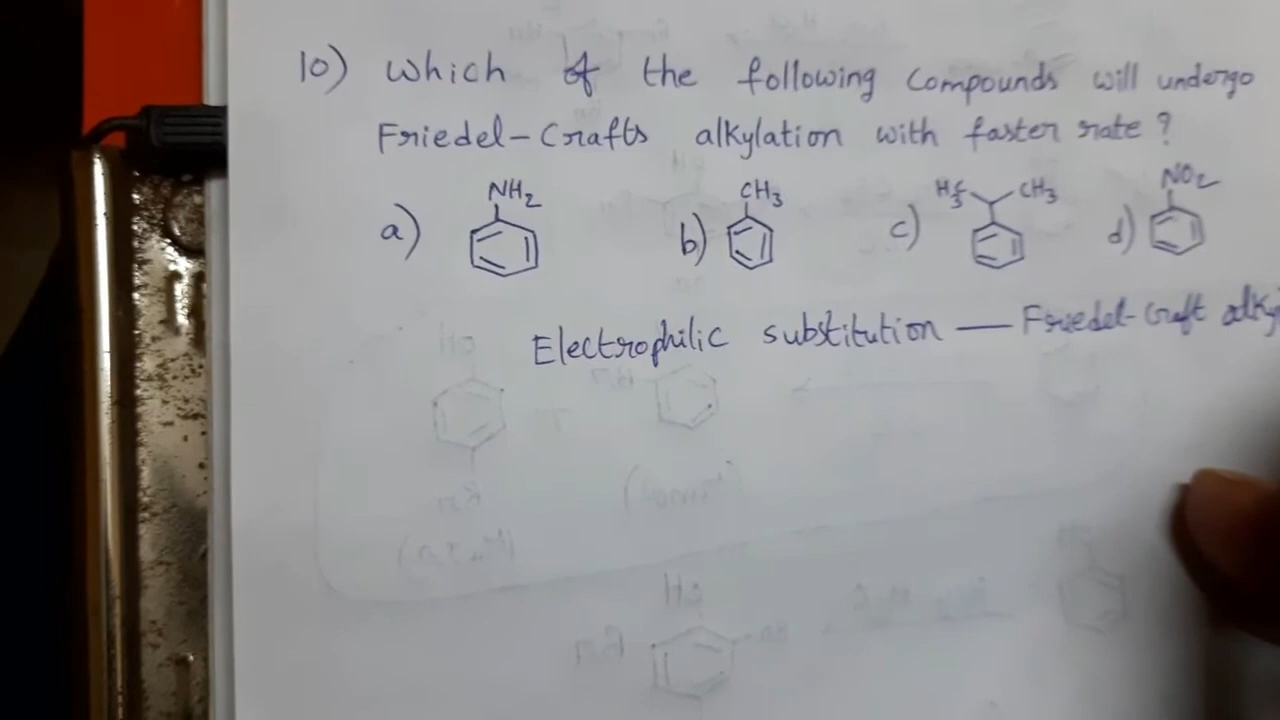 10) Which of the following compounds will undergo
Friedel-Crafts alkylation with faster rate ?
a) NH2 b) CH3 c) H3C CH3 d) NO2
Electrophilic substitution — Friedel-Craft alky